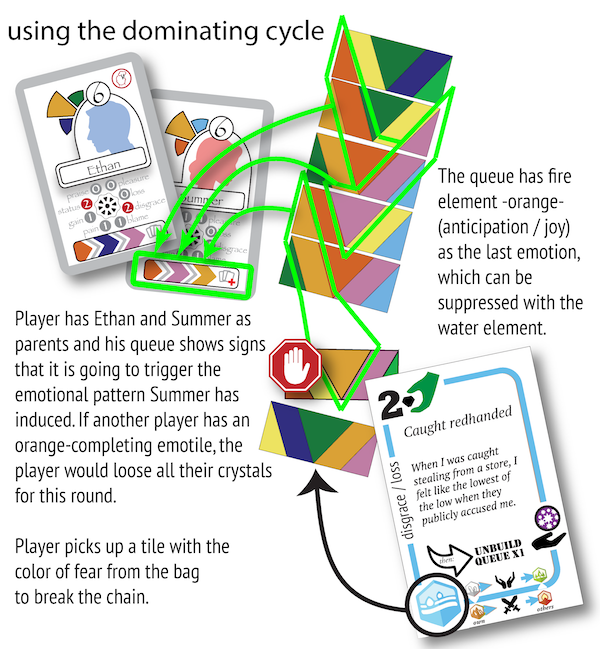 using the dominating cycle
6
Ethan
praise 0 0 pleasure
status 2 0 loss
gain 1 2 disgrace
pain 1 1 blame
6
Summer
disgrace
blame
The queue has fire
element -orange-
(anticipation / joy)
as the last emotion,
which can be
suppressed with the
water element.
Player has Ethan and Summer as
parents and his queue shows signs
that it is going to trigger the
emotional pattern Summer has
induced. If another player has an
orange-completing emotile, the
player would loose all their crystals
for this round.
Player picks up a tile with the
color of fear from the bag
to break the chain.
2
Caught redhanded
disgrace / loss
When I was caught
stealing from a store, I
felt like the lowest of
the low when they
publicly accused me.
then:
UNBUILD
QUEUE X1
own
others